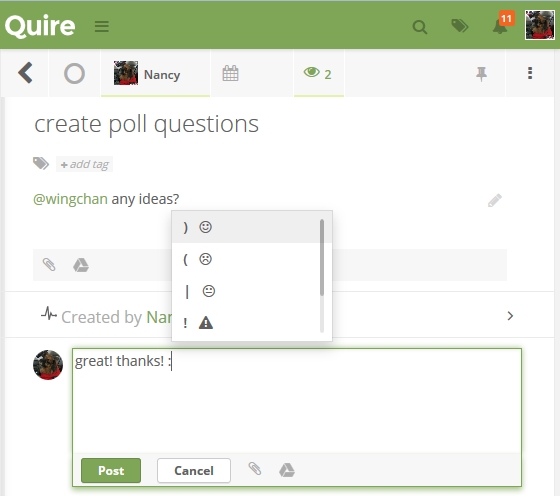 Quire
11
Nancy
2
create poll questions
+ add tag
@wingchan any ideas?
)
(
|
!
Created by Nan
great! thanks! :
Post Cancel